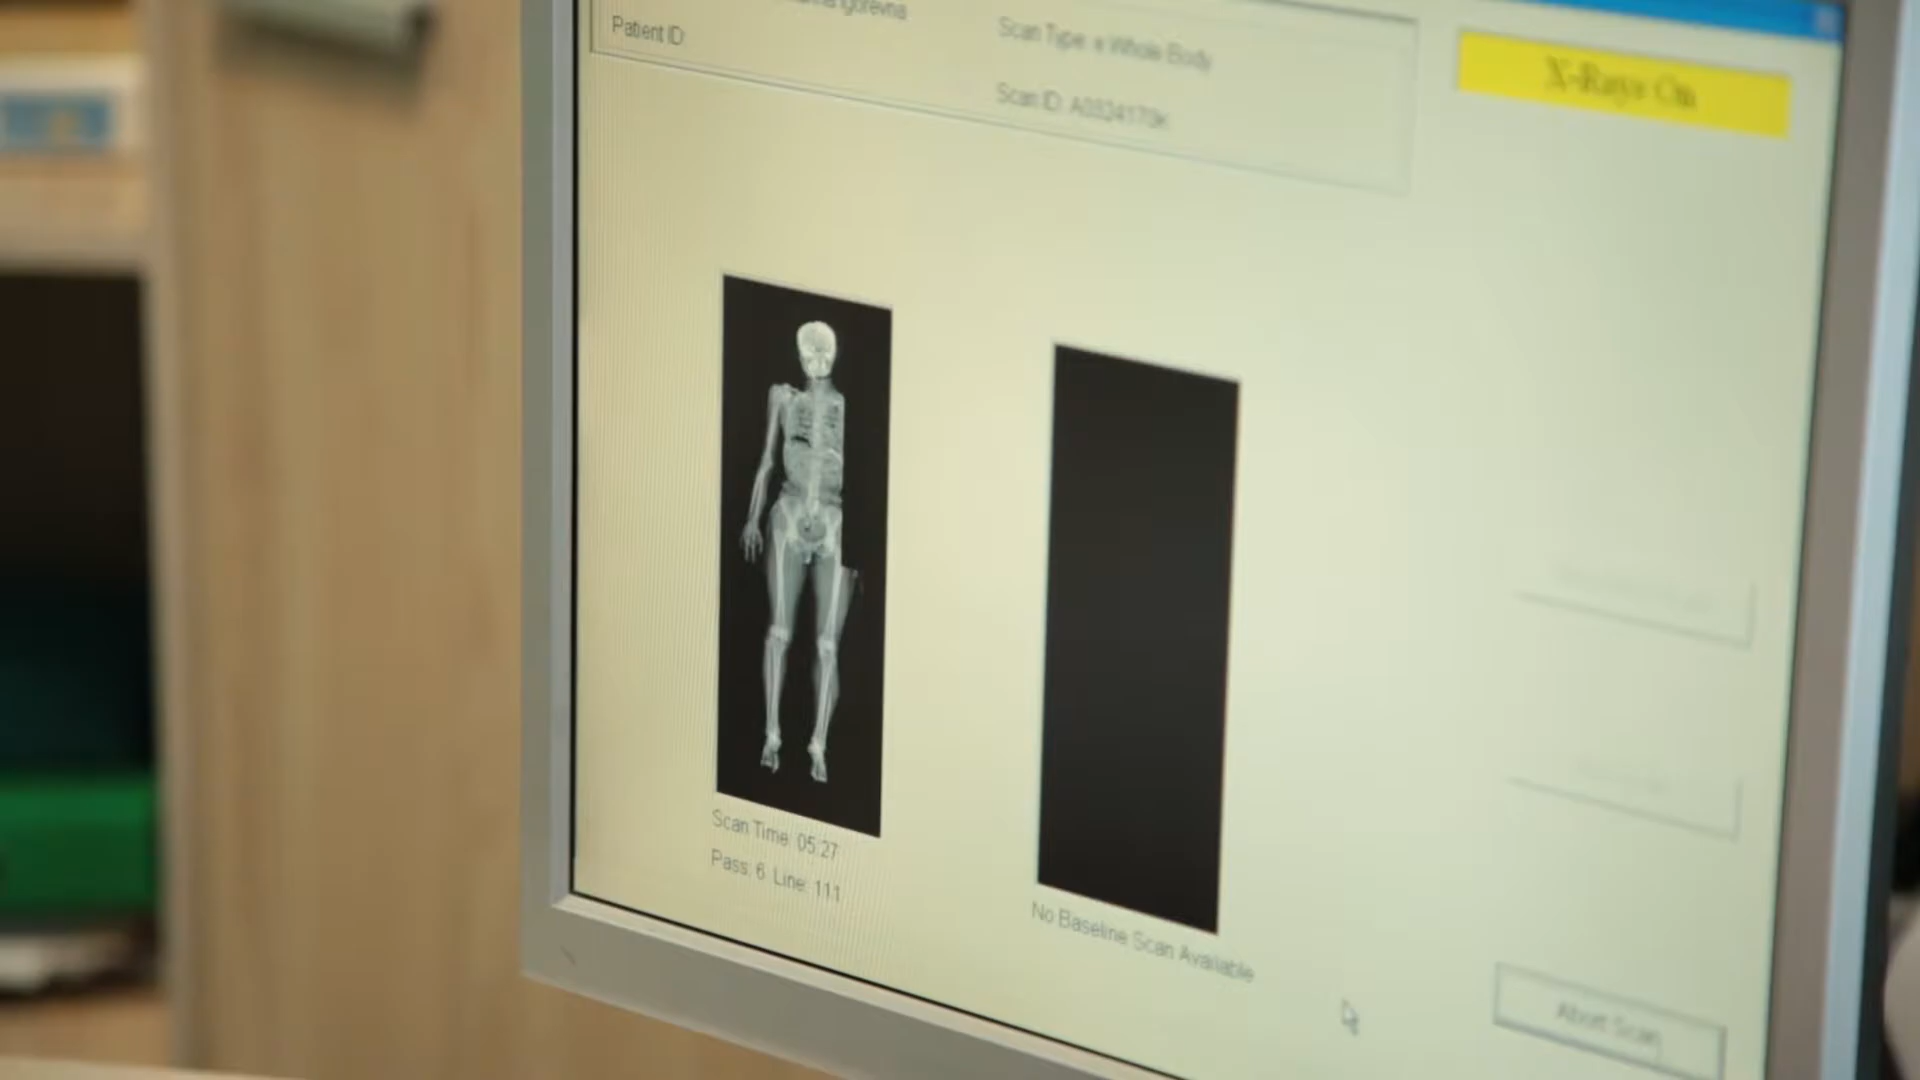 Patient ID
Scan Type: a Whole Body
Scan ID:
X-Rays On
Scan Time: 05:27
Pass: 6 Line: 111
No Baseline Scan Available
Abort Scan